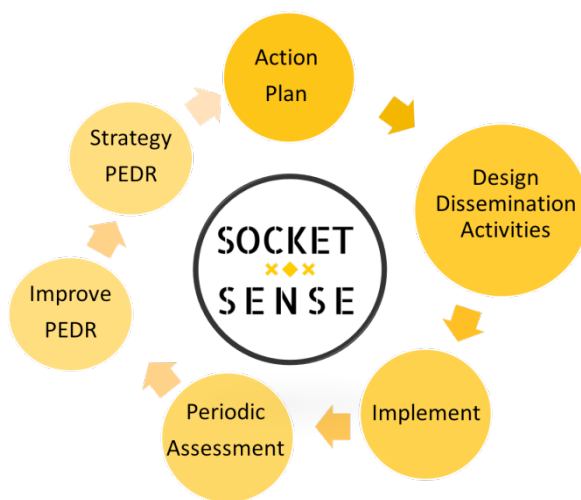 Action
Plan
Design
Dissemination
Activities
Implement
Periodic
Assessment
Improve
PEDR
Strategy
PEDR
SOCKET
SENSE